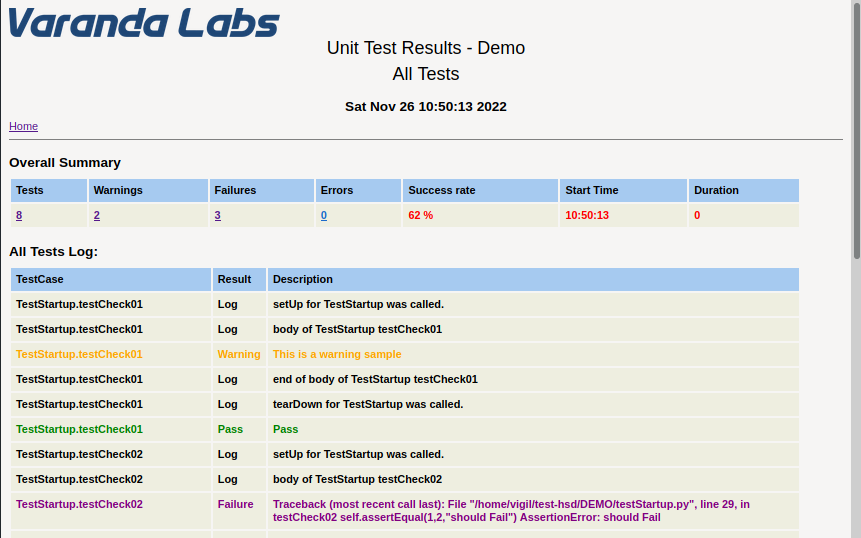 Varanda Labs
Unit Test Results - Demo
All Tests
Sat Nov 26 10:50:13 2022
Home
Overall Summary
Tests Warnings Failures Errors Success rate Start Time Duration
8 2 3 0 62 % 10:50:13 0
All Tests Log:
TestCase Result Description
TestStartup.testCheck01 Log setUp for TestStartup was called.
TestStartup.testCheck01 Log body of TestStartup testCheck01
TestStartup.testCheck01 Warning This is a warning sample
TestStartup.testCheck01 Log end of body of TestStartup testCheck01
TestStartup.testCheck01 Log tearDown for TestStartup was called.
TestStartup.testCheck01 Pass Pass
TestStartup.testCheck02 Log setUp for TestStartup was called.
TestStartup.testCheck02 Log body of TestStartup testCheck02
TestStartup.testCheck02 Failure Traceback (most recent call last): File "/home/vigil/test-hsd/DEMO/testStartup.py", line 29, in
testCheck02 self.assertEqual(1,2,"should Fail") AssertionError: should Fail